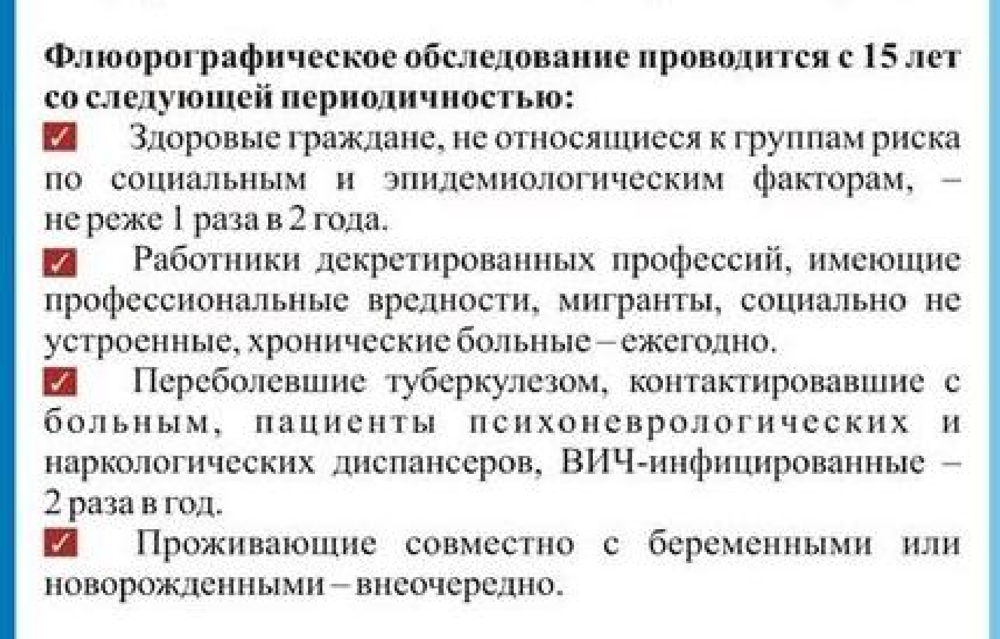 Флюорографическое обследование проводится с 15 лет
со следующей периодичностью:
✓ Здоровые граждане, не относящиеся к группам риска
по социальным и эпидемиологическим факторам, –
не реже 1 раза в 2 года.
✓ Работники декретированных профессий, имеющие
профессиональные вредности, мигранты, социально не
устроенные, хронические больные – ежегодно.
✓ Переболевшие туберкулезом, контактировавшие с
больным, пациенты психоневрологических и
наркологических диспансеров, ВИЧ-инфицированные –
2 раза в год.
✓ Проживающие совместно с беременными или
новорожденными – внеочередно.